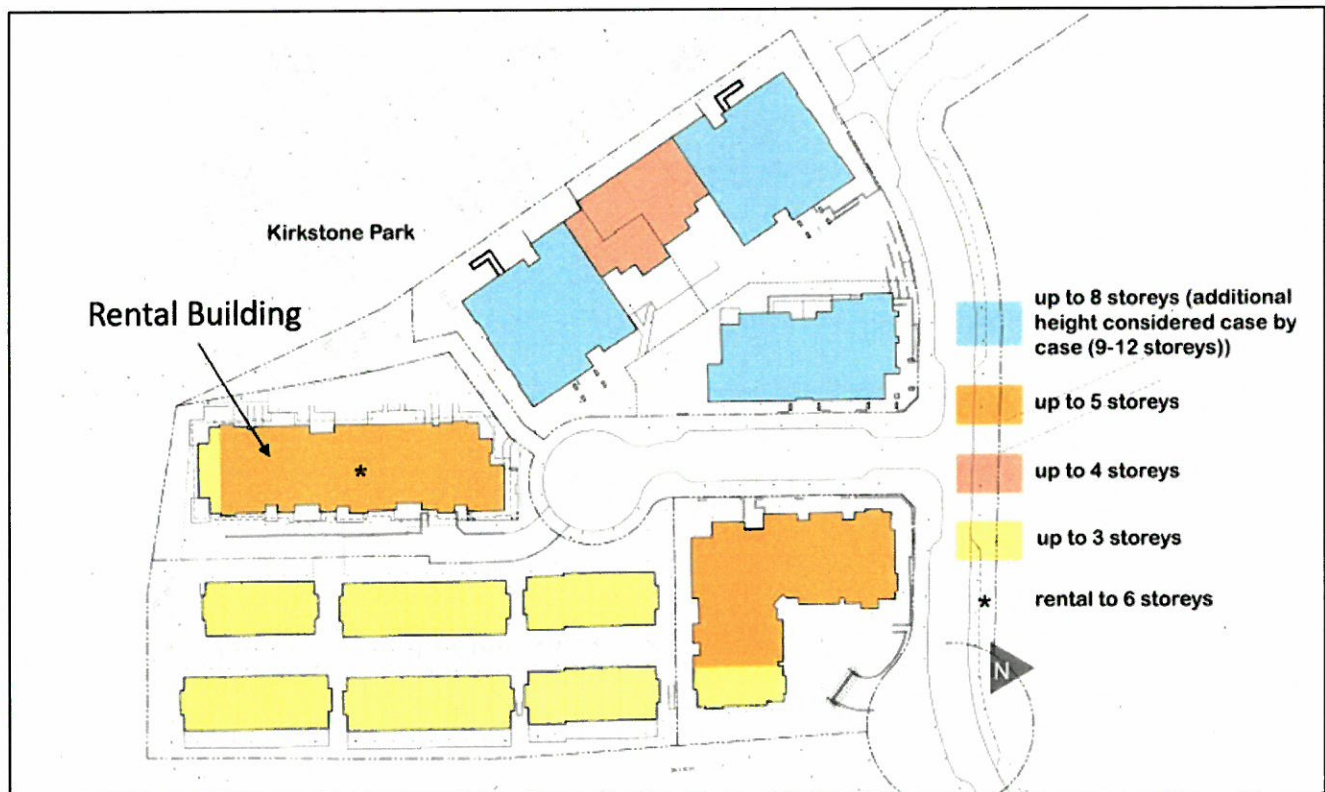 Kirkstone Park
Rental Building
*
up to 8 storeys (additional
height considered case by
case (9-12 storeys))
up to 5 storeys
up to 4 storeys
up to 3 storeys
* rental to 6 storeys
N